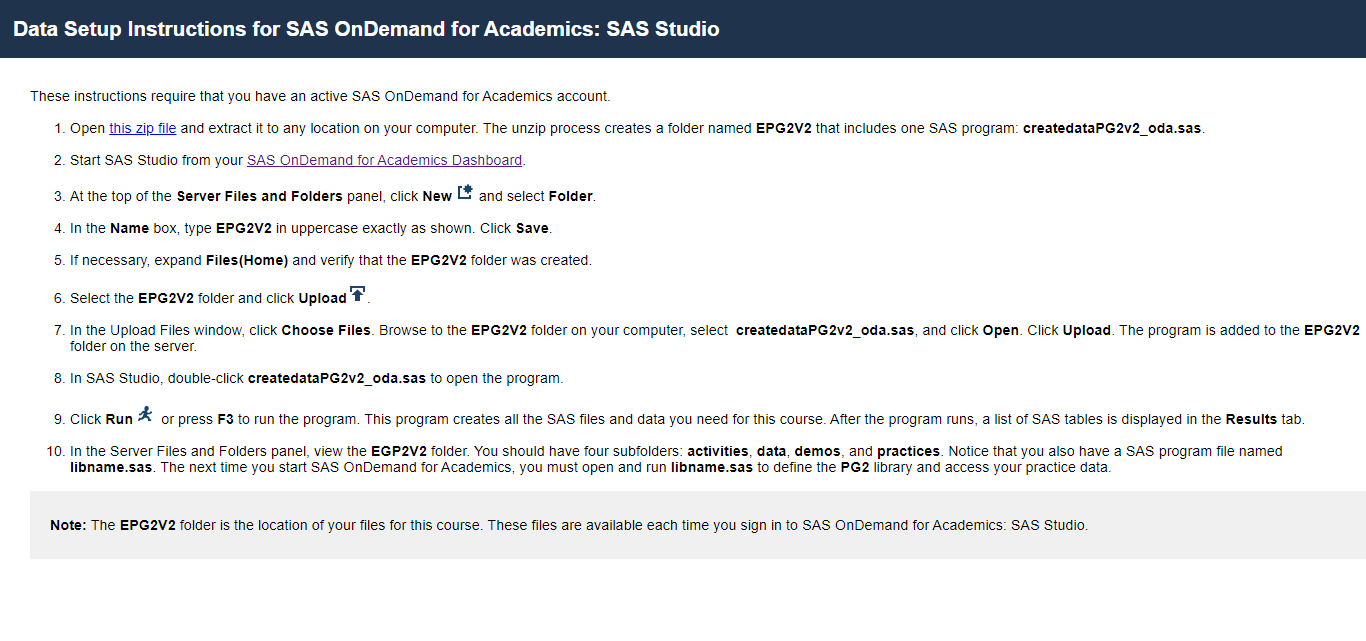 Data Setup Instructions for SAS OnDemand for Academics: SAS Studio
These instructions require that you have an active SAS OnDemand for Academics account.
1. Open this zip file and extract it to any location on your computer. The unzip process creates a folder named EPG2V2 that includes one SAS program: createdataPG2v2_oda.sas.
2. Start SAS Studio from your SAS OnDemand for Academics Dashboard.
3. At the top of the Server Files and Folders panel, click New and select Folder.
4. In the Name box, type EPG2V2 in uppercase exactly as shown. Click Save.
5. If necessary, expand Files(Home) and verify that the EPG2V2 folder was created.
6. Select the EPG2V2 folder and click Upload .
7. In the Upload Files window, click Choose Files. Browse to the EPG2V2 folder on your computer, select createdataPG2v2_oda.sas, and click Open. Click Upload. The program is added to the EPG2V2
folder on the server.
8. In SAS Studio, double-click createdataPG2v2_oda.sas to open the program.
9. Click Run or press F3 to run the program. This program creates all the SAS files and data you need for this course. After the program runs, a list of SAS tables is displayed in the Results tab.
10. In the Server Files and Folders panel, view the EGP2V2 folder. You should have four subfolders: activities, data, demos, and practices. Notice that you also have a SAS program file named
libname.sas. The next time you start SAS OnDemand for Academics, you must open and run libname.sas to define the PG2 library and access your practice data.
Note: The EPG2V2 folder is the location of your files for this course. These files are available each time you sign in to SAS OnDemand for Academics: SAS Studio.